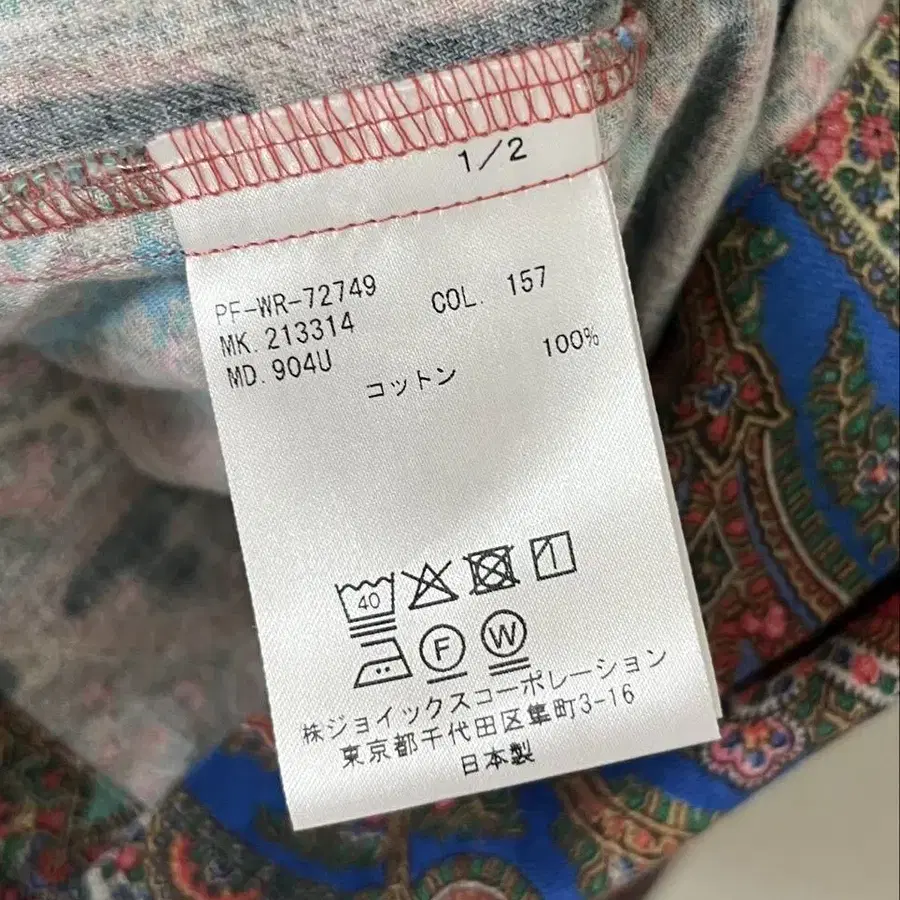 1/2
PF-WR-72749 COL. 157
MK. 213314
MD. 904U
コットン 100%
40
F W
株ジョイックスコーポレーション
東京都千代田区隼町3-16
日本製